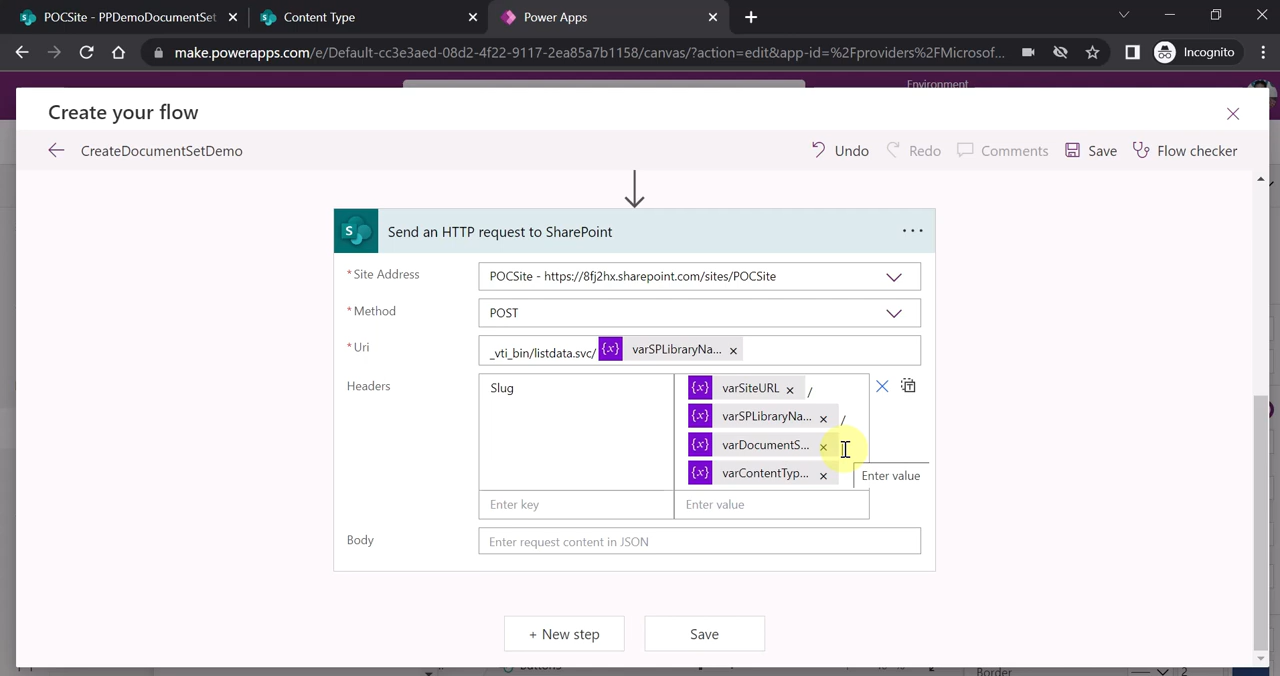 POCSite - PPDemoDocumentSet
Content Type
Power Apps
make.powerapps.com/e/Default-cc3e3aed-08d2-4f22-9117-2ea85a7b1158/canvas/?action=edit&app-id=%2Fproviders%2FMicrosof...
Incognito
Environment
Create your flow
CreateDocumentSetDemo
Undo
Redo
Comments
Save
Flow checker
Send an HTTP request to SharePoint
* Site Address
POCSite - https://8fj2hx.sharepoint.com/sites/POCSite
* Method
POST
* Uri
_vti_bin/listdata.svc/ {x} varSPLibraryNa...
Headers
Slug
{x} varSiteURL /
{x} varSPLibraryNa... /
{x} varDocumentS...
{x} varContentTyp...
Enter value
Enter key
Enter value
Body
Enter request content in JSON
+ New step
Save
Border
2